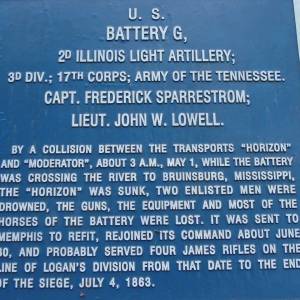 U. S.
BATTERY G,
2D ILLINOIS LIGHT ARTILLERY;
3D DIV.; 17TH CORPS; ARMY OF THE TENNESSEE.
CAPT. FREDERICK SPARRESTROM;
LIEUT. JOHN W. LOWELL.
BY A COLLISION BETWEEN THE TRANSPORTS "HORIZON"
AND "MODERATOR", ABOUT 3 A.M., MAY 1, WHILE THE BATTERY
WAS CROSSING THE RIVER TO BRUINSBURG, MISSISSIPPI,
THE "HORIZON" WAS SUNK, TWO ENLISTED MEN WERE
DROWNED, THE GUNS, THE EQUIPMENT AND MOST OF THE
HORSES OF THE BATTERY WERE LOST. IT WAS SENT TO
MEMPHIS TO REFIT, REJOINED ITS COMMAND ABOUT JUNE
30, AND PROBABLY SERVED FOUR JAMES RIFLES ON THE
LINE OF LOGAN'S DIVISION FROM THAT DATE TO THE END
OF THE SIEGE, JULY 4, 1863.